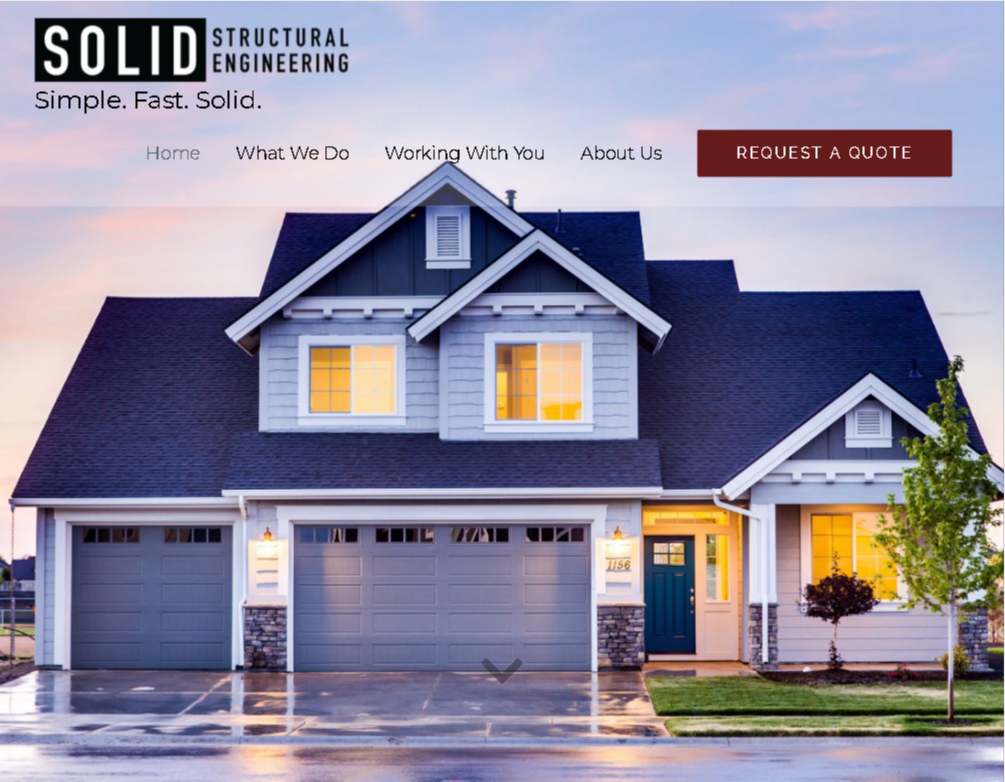 SOLID STRUCTURAL
ENGINEERING
Simple. Fast. Solid.
Home What We Do Working With You About Us REQUEST A QUOTE
1156